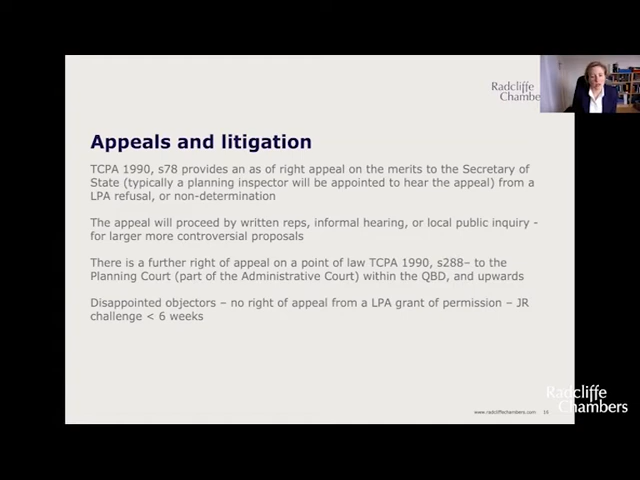 Radcliffe
Chambe
Appeals and litigation
TCPA 1990, s78 provides an as of right appeal on the merits to the Secretary of
State (typically a planning inspector will be appointed to hear the appeal) from a
LPA refusal, or non-determination
The appeal will proceed by written reps, informal hearing, or local public inquiry -
for larger more controversial proposals
There is a further right of appeal on a point of law TCPA 1990, s288– to the
Planning Court (part of the Administrative Court) within the QBD, and upwards
Disappointed objectors – no right of appeal from a LPA grant of permission – JR
challenge < 6 weeks
Radcliffe
Chambers
www.radcliffechambers.com